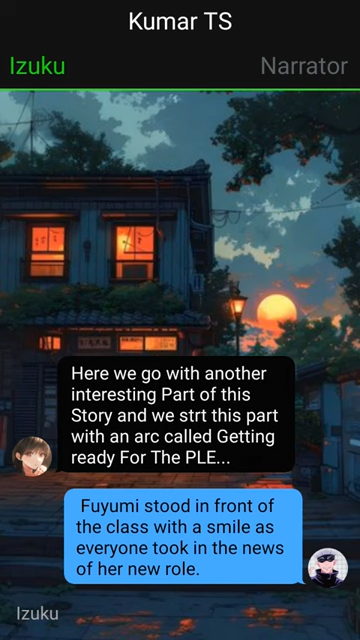 Kumar TS
Izuku
Narrator
Here we go with another
interesting Part of this
Story and we strt this part
with an arc called Getting
ready For The PLE...
Fuyumi stood in front of
the class with a smile as
everyone took in the news
of her new role.
Izuku